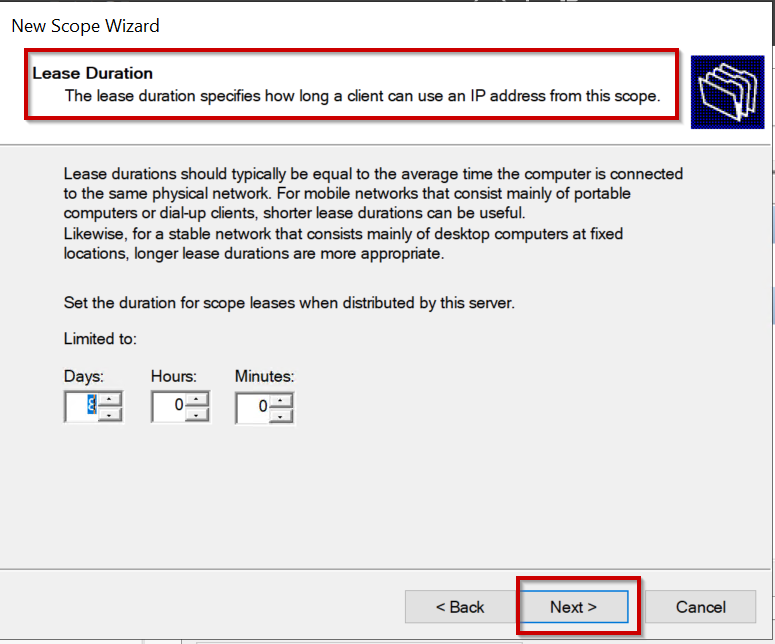 New Scope Wizard
Lease Duration
The lease duration specifies how long a client can use an IP address from this scope.
Lease durations should typically be equal to the average time the computer is connected
to the same physical network. For mobile networks that consist mainly of portable
computers or dial-up clients, shorter lease durations can be useful.
Likewise, for a stable network that consists mainly of desktop computers at fixed
locations, longer lease durations are more appropriate.
Set the duration for scope leases when distributed by this server.
Limited to:
Days: Hours: Minutes:
0 0
< Back Next > Cancel